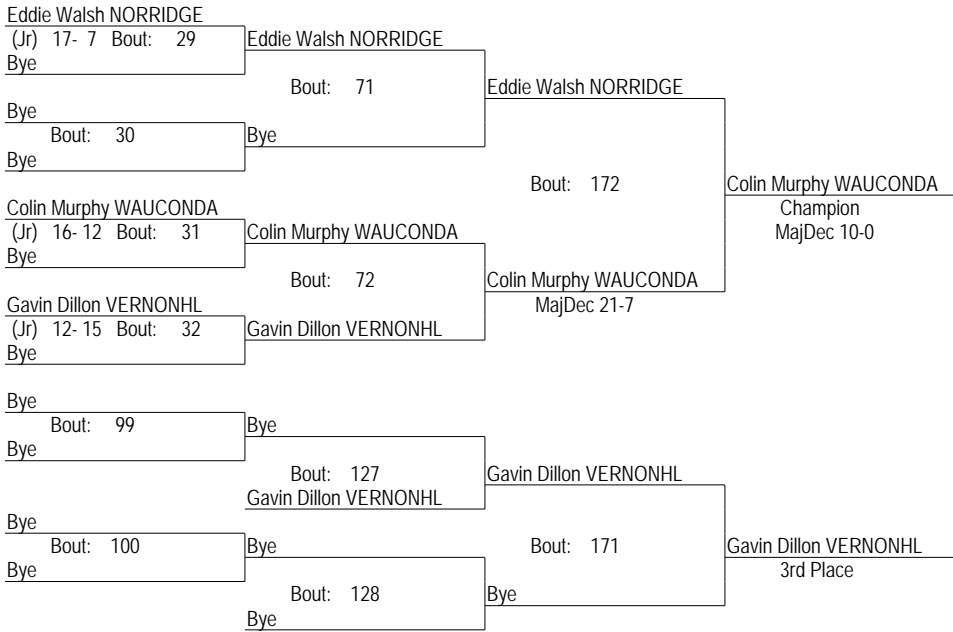 Eddie Walsh NORRIDGE
(Jr) 17- 7 Bout: 29
Eddie Walsh NORRIDGE
Bye
Bout: 71
Eddie Walsh NORRIDGE
Bye
Bout: 30
Bye
Bye
Bout: 172
Colin Murphy WAUCONDA
Champion
MajDec 10-0
Colin Murphy WAUCONDA
(Jr) 16- 12 Bout: 31
Colin Murphy WAUCONDA
Bye
Bout: 72
Colin Murphy WAUCONDA
MajDec 21-7
Gavin Dillon VERNONHL
(Jr) 12- 15 Bout: 32
Gavin Dillon VERNONHL
Bye
Bye
Bout: 99
Bye
Bye
Bout: 127
Gavin Dillon VERNONHL
Gavin Dillon VERNONHL
Bye
Bout: 100
Bye
Bout: 171
Gavin Dillon VERNONHL
3rd Place
Bye
Bout: 128
Bye
Bye